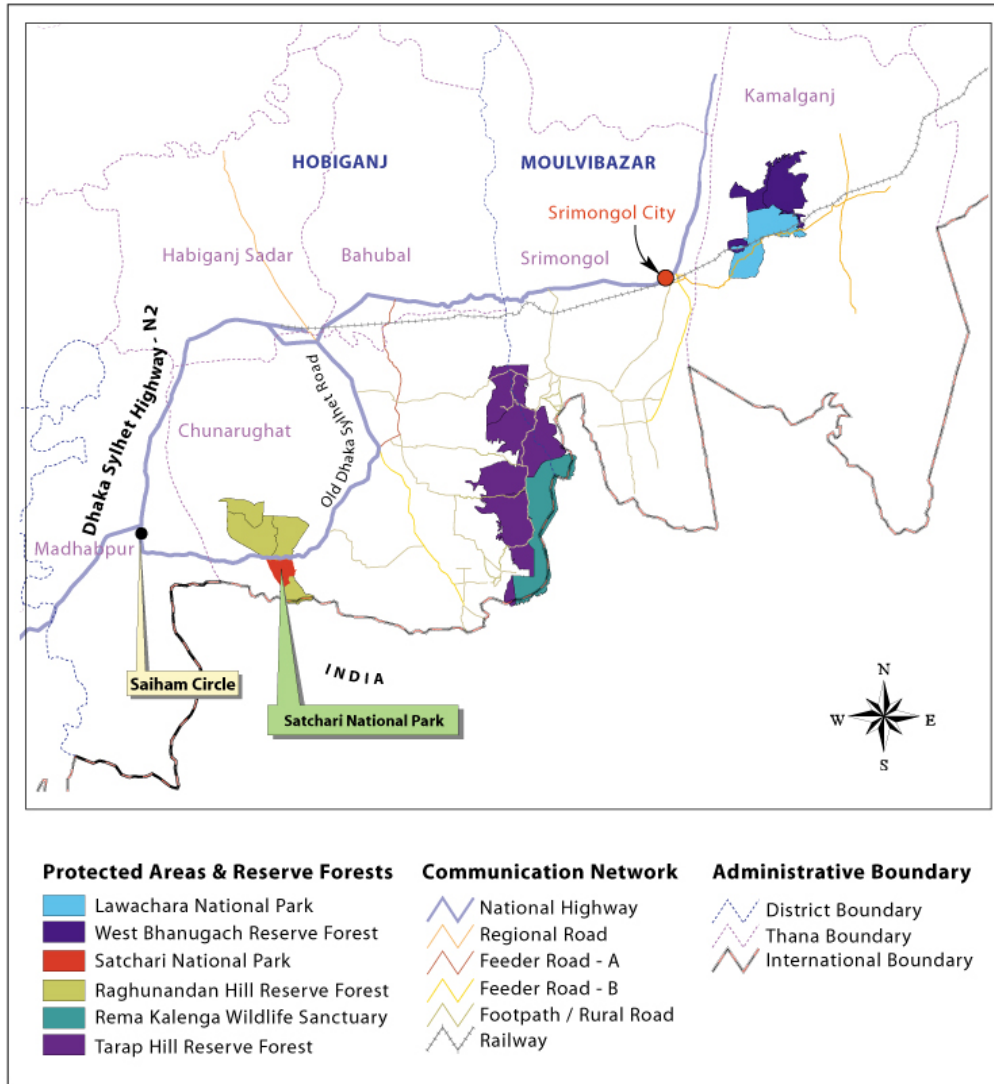 Kamalganj
HOBIGANJ
MOULVIBAZAR
Srimongol City
Habiganj Sadar
Bahubal
Srimongol
Dhaka Sylhet Highway - N2
Old Dhaka Sylhet Road
Chunarughat
Madhabpur
Saiham Circle
INDIA
Satchari National Park
N
W
E
S
Protected Areas & Reserve Forests
Lawachara National Park
West Bhanugach Reserve Forest
Satchari National Park
Raghunandan Hill Reserve Forest
Rema Kalenga Wildlife Sanctuary
Tarap Hill Reserve Forest
Communication Network
National Highway
Regional Road
Feeder Road - A
Feeder Road - B
Footpath / Rural Road
Railway
Administrative Boundary
District Boundary
Thana Boundary
International Boundary